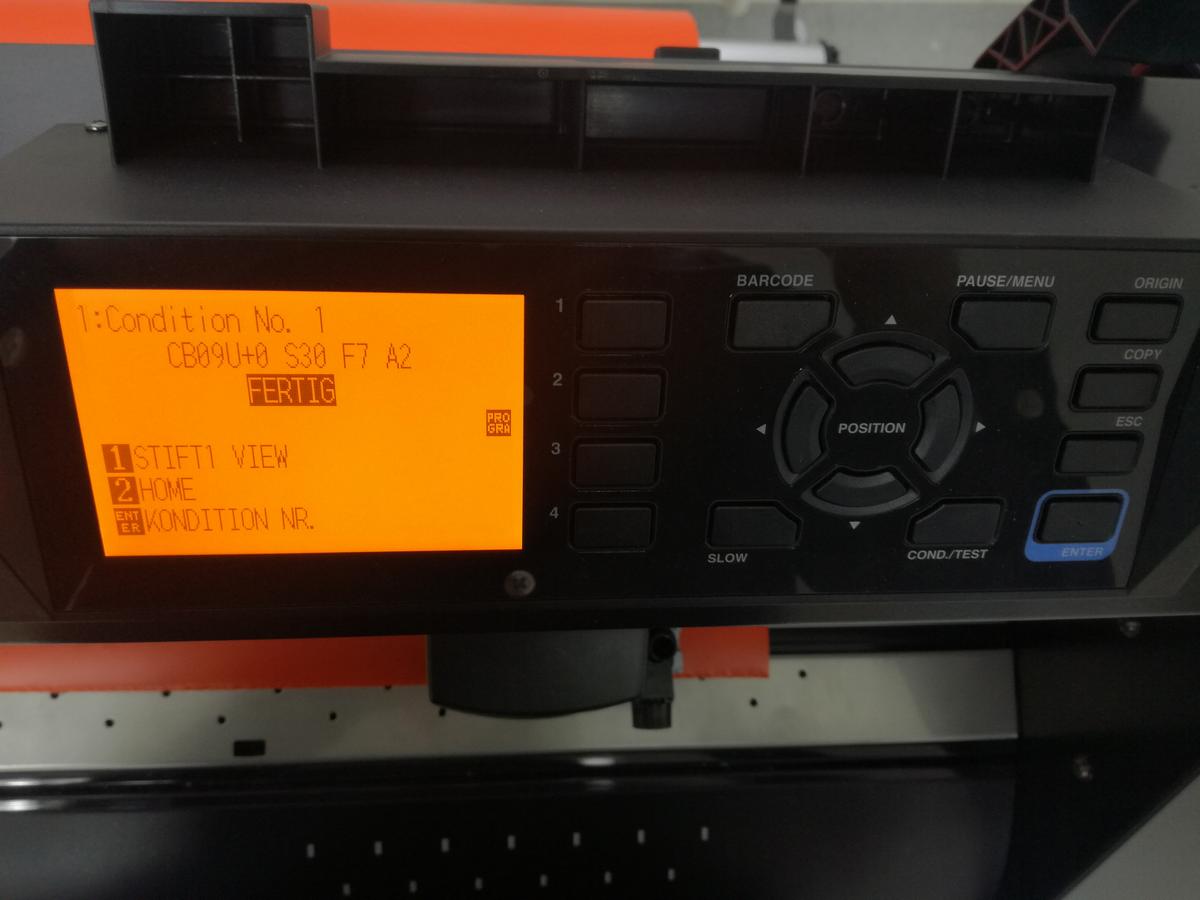 1:Condition No. 1
CB09U+0 S30 F7 A2
FERTIG
PRO
GRA
1 STIFT1 VIEW
2 HOME
ENT
ER KONDITION NR.
1
2
3
4
BARCODE
PAUSE/MENU
ORIGIN
COPY
ESC
POSITION
SLOW
COND./TEST
ENTER